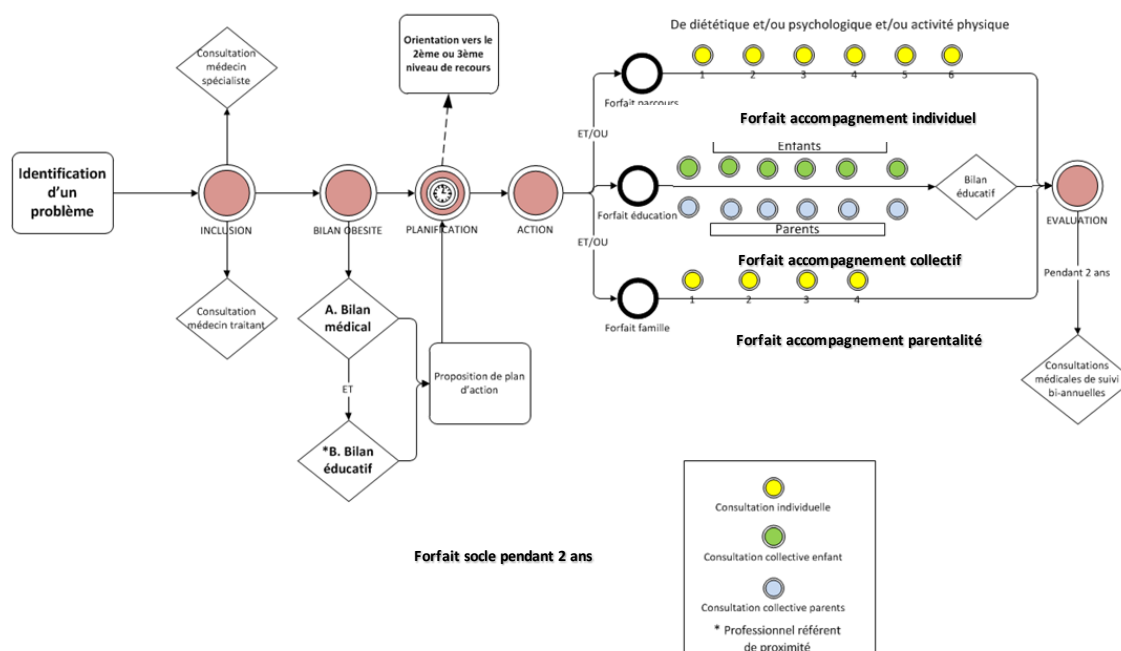 Consultation
médecin
spécialiste
Orientation vers le
2ème ou 3ème
niveau de recours
De diététique et/ou psychologique et/ou activité physique
1 2 3 4 5 6
Forfait parcours
Forfait accompagnement individuel
ET/OU
Enfants
Identification
d'un
problème
INCLUSION
BILAN OBESITE
PLANIFICATION
ACTION
Forfait éducation
Bilan
éducatif
EVALUATION
ET/OU
Parents
Forfait accompagnement collectif
Pendant 2 ans
1 2 3 4
Forfait famille
Forfait accompagnement parentalité
Consultation
médecin traitant
A. Bilan
médical
ET
*B. Bilan
éducatif
Proposition de plan
d'action
Consultations
médicales de suivi
bi-annuelles
Forfait socle pendant 2 ans
Consultation individuelle
Consultation collective enfant
Consultation collective parents
* Professionnel référent
de proximité